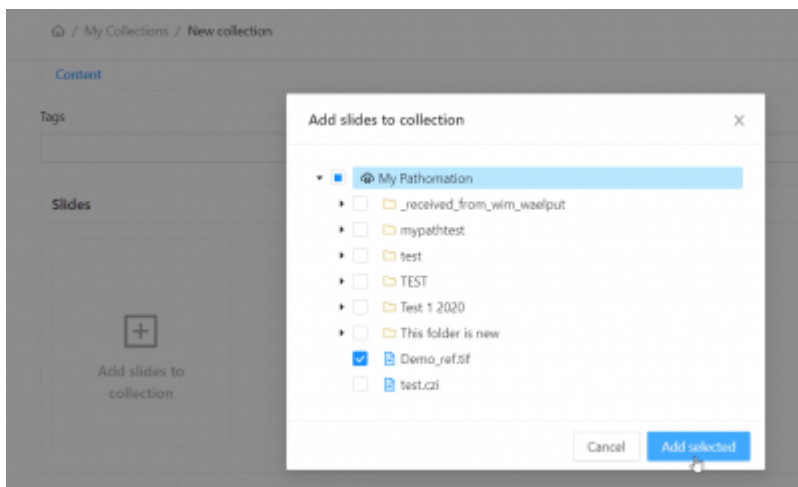 / My Collections / New collection
Content
Tags
Slides
Add slides to
collection
Add slides to collection
My Pathomation
_received_from_wim_waelput
mypathtest
test
TEST
Test 1 2020
This folder is new
Demo_ref.tif
test.czi
Cancel
Add selected